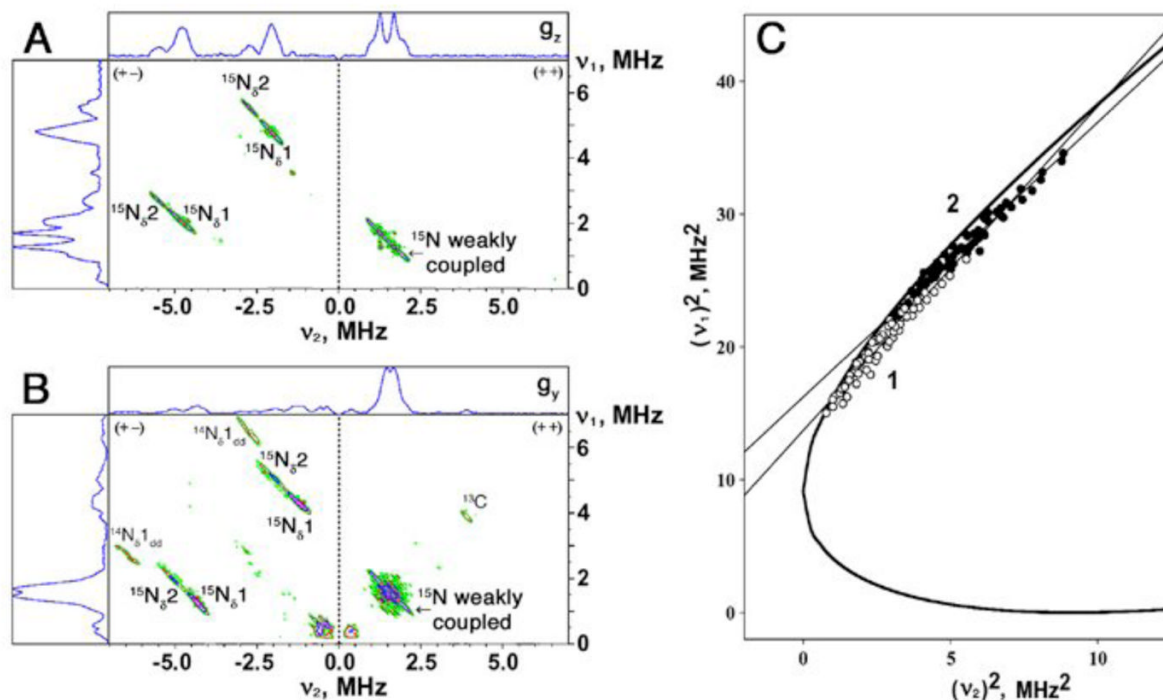 A
g_z
ν₁, MHz
(+-)
(++)
¹⁵N_δ2
¹⁵N_δ1
¹⁵N_δ2
¹⁵N_δ1
¹⁵N weakly
← coupled
6
4
2
0
-5.0
-2.5
0.0
2.5
5.0
ν₂, MHz
B
g_y
ν₁, MHz
(+-)
(++)
¹⁴N_δ1_dd
¹⁵N_δ2
¹⁵N_δ1
¹³C
¹⁴N_δ1_dd
¹⁵N_δ2
¹⁵N_δ1
¹⁵N weakly
← coupled
6
4
2
0
-5.0
-2.5
0.0
2.5
5.0
ν₂, MHz
C
40
30
20
10
0
(ν₁)², MHz²
2
1
0
5
10
(ν₂)², MHz²